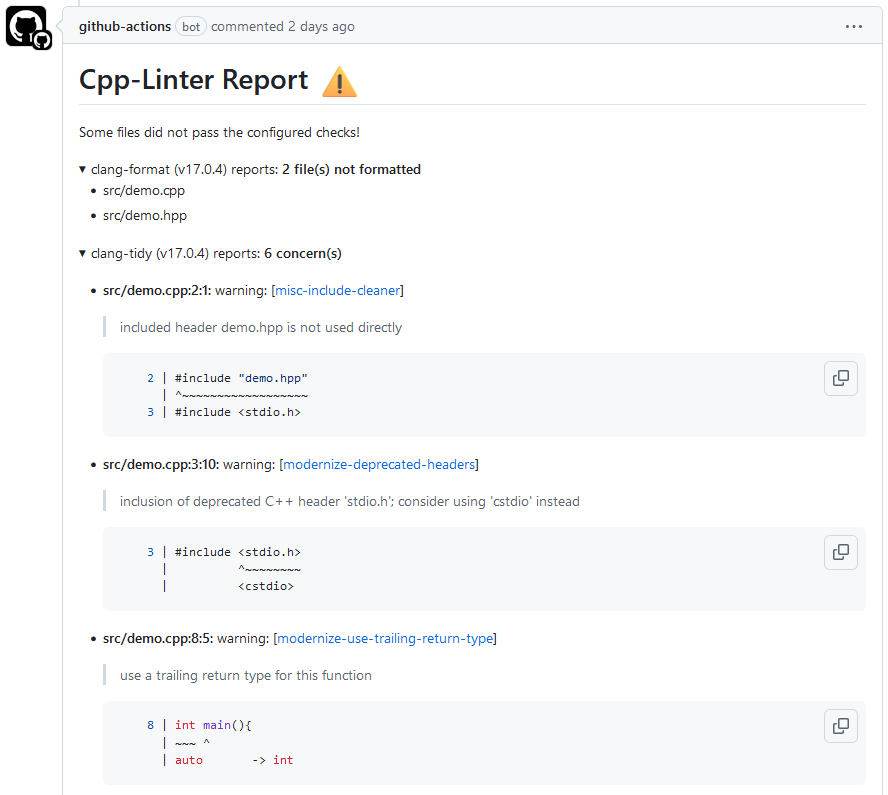 github-actions bot commented 2 days ago
Cpp-Linter Report
Some files did not pass the configured checks!
▾ clang-format (v17.0.4) reports: 2 file(s) not formatted
• src/demo.cpp
• src/demo.hpp
▾ clang-tidy (v17.0.4) reports: 6 concern(s)
• src/demo.cpp:2:1: warning: [misc-include-cleaner]
included header demo.hpp is not used directly
2 | #include "demo.hpp"
| ^~~~~~~~~~~~~~~~~~~
3 | #include <stdio.h>
• src/demo.cpp:3:10: warning: [modernize-deprecated-headers]
inclusion of deprecated C++ header 'stdio.h'; consider using 'cstdio' instead
3 | #include <stdio.h>
|          ^~~~~~~~~
|          <cstdio>
• src/demo.cpp:8:5: warning: [modernize-use-trailing-return-type]
use a trailing return type for this function
8 | int main(){
| ~~~ ^
| auto       -> int